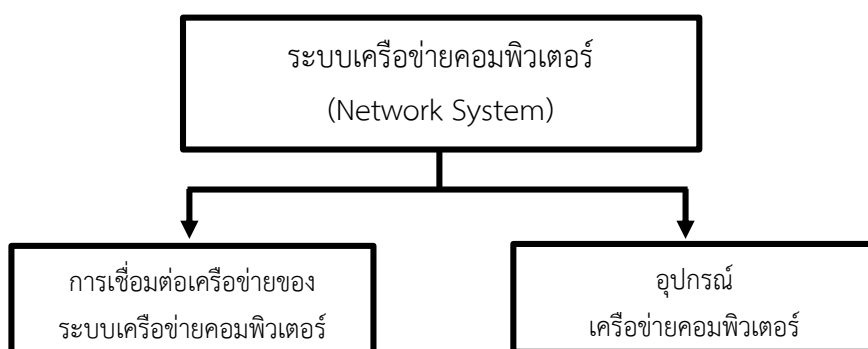 ระบบเครือข่ายคอมพิวเตอร์
(Network System)
การเชื่อมต่อเครือข่ายของ
ระบบเครือข่ายคอมพิวเตอร์
อุปกรณ์
เครือข่ายคอมพิวเตอร์